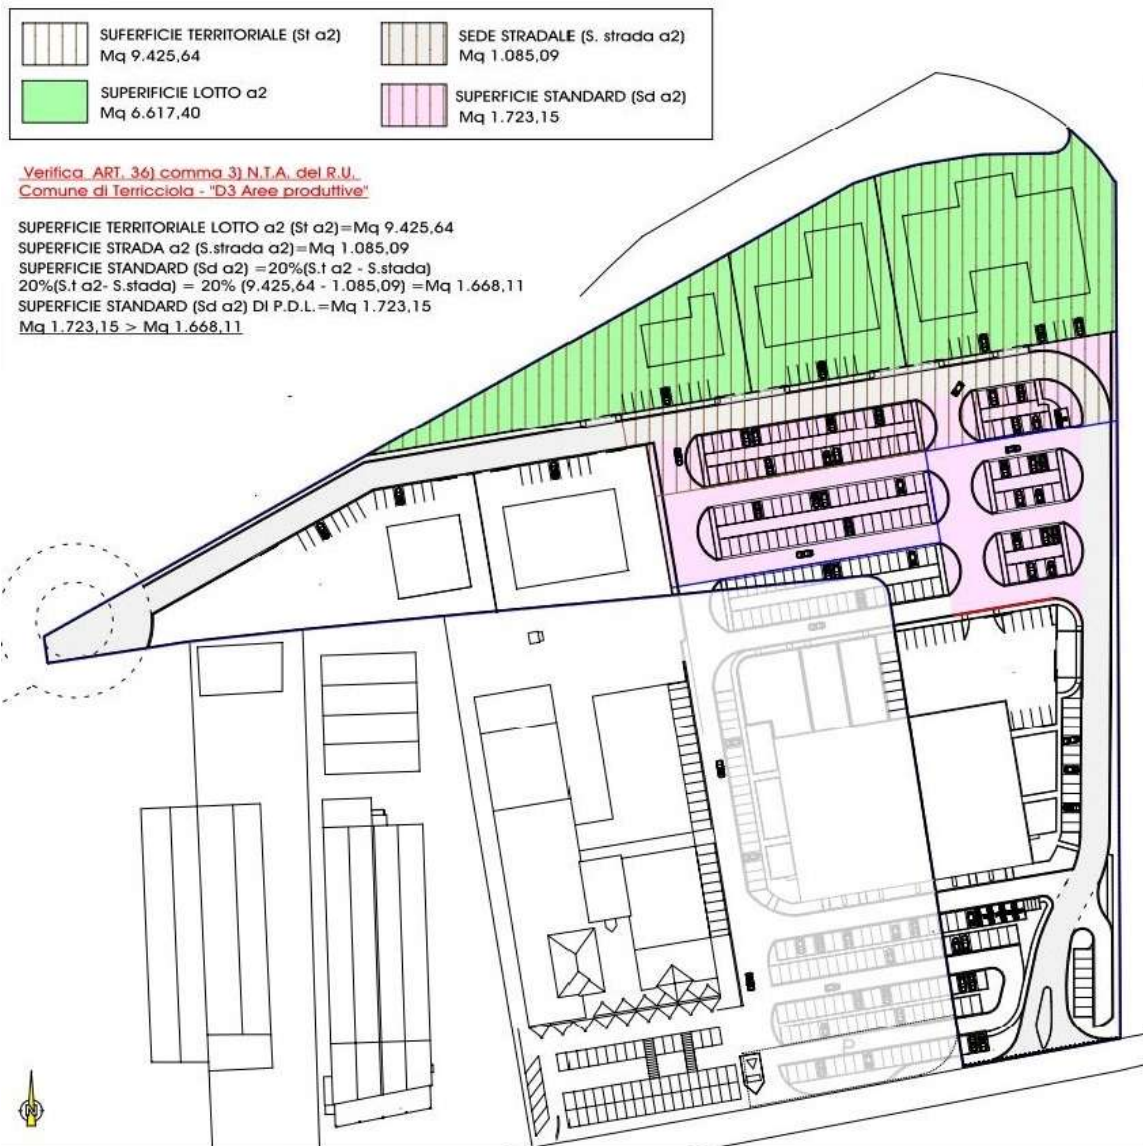 SUFERFICIE TERRITORIALE (St a2)
Mq 9.425,64
SEDE STRADALE (S. strada a2)
Mq 1.085,09
SUPERIFICIE LOTTO a2
Mq 6.617,40
SUPERFICIE STANDARD (Sd a2)
Mq 1.723,15
Verifica ART. 36) comma 3) N.T.A. del R.U.
Comune di Terricciola - "D3 Aree produttive"
SUPERFICIE TERRITORIALE LOTTO a2 (St a2)=Mq 9.425,64
SUPERFICIE STRADA a2 (S.strada a2)=Mq 1.085,09
SUPERFICIE STANDARD (Sd a2) =20%(S.t a2 - S.stada)
20%(S.t a2- S.stada) = 20% (9.425,64 - 1.085,09) =Mq 1.668,11
SUPERFICIE STANDARD (Sd a2) DI P.D.L.=Mq 1.723,15
Mq 1.723,15 > Mq 1.668,11
P
N